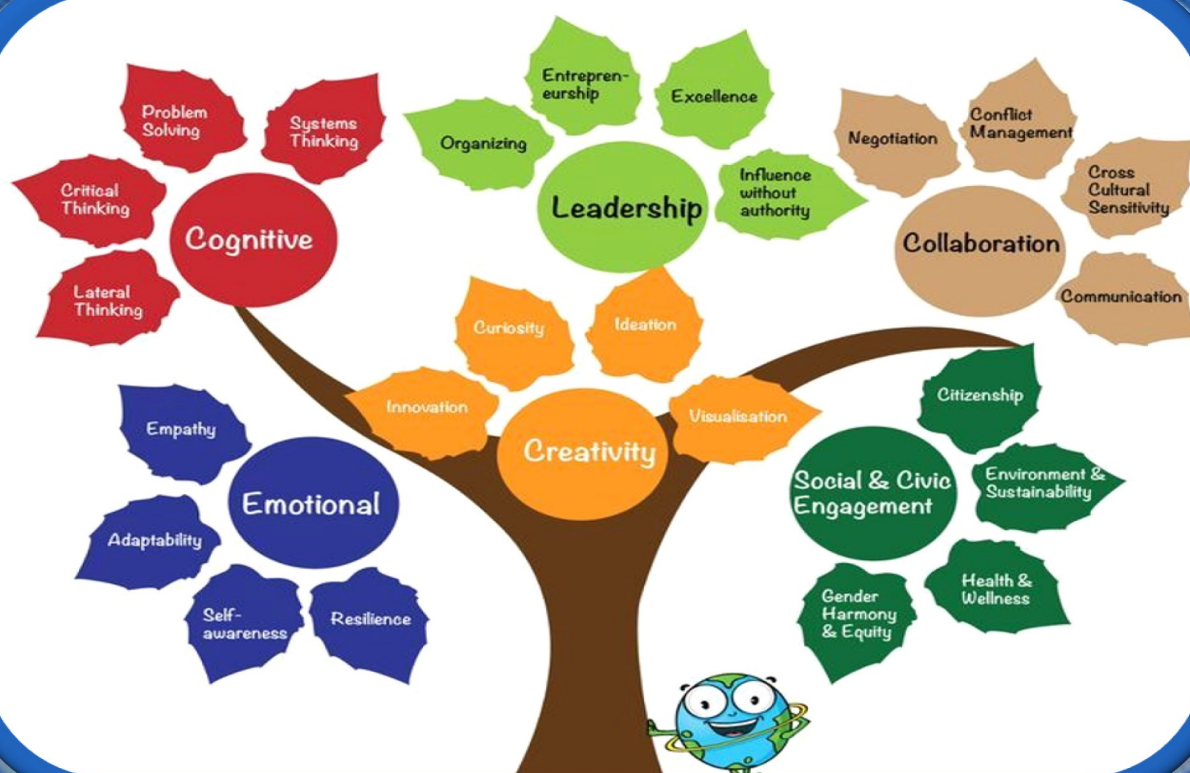 Problem
Solving
Systems
Thinking
Critical
Thinking
Lateral
Thinking
Cognitive
Entrepren-
eurship
Excellence
Organizing
Influence
without
authority
Leadership
Negotiation
Conflict
Management
Cross
Cultural
Sensitivity
Communication
Collaboration
Curiosity
Ideation
Innovation
Visualisation
Creativity
Empathy
Adaptability
Self-
awareness
Resilience
Emotional
Citizenship
Environment &
Sustainability
Health &
Wellness
Gender
Harmony
& Equity
Social & Civic
Engagement